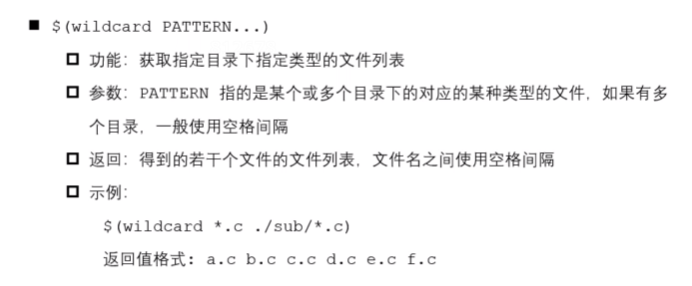 $(wildcard PATTERN...)
功能：获取指定目录下指定类型的文件列表
参数：PATTERN 指的是某个或多个目录下的对应的某种类型的文件，如果有多
个目录，一般使用空格间隔
返回：得到的若干个文件的文件列表，文件名之间使用空格间隔
示例：
$(wildcard *.c ./sub/*.c)
返回值格式: a.c b.c c.c d.c e.c f.c